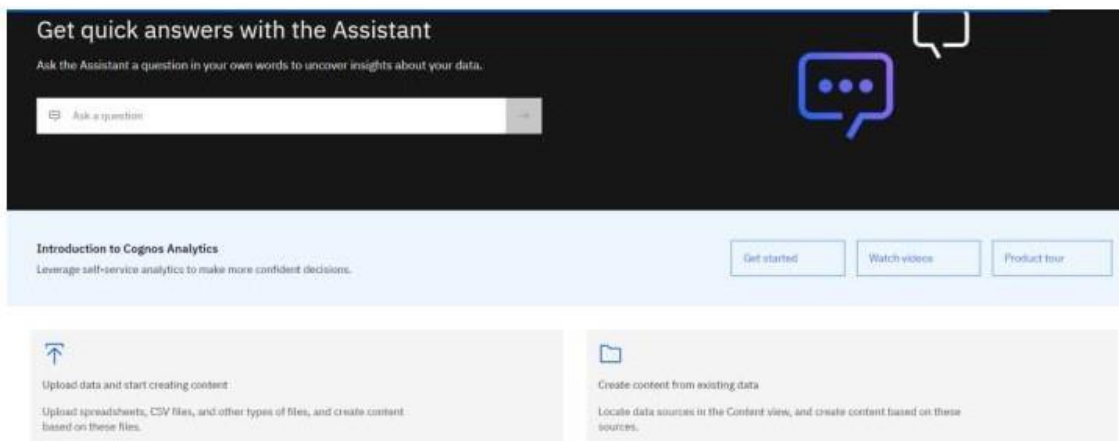 Get quick answers with the Assistant
Ask the Assistant a question in your own words to uncover insights about your data.
Ask a question
Introduction to Cognos Analytics
Leverage self-service analytics to make more confident decisions.
Get started
Watch videos
Product tour
Upload data and start creating content
Upload spreadsheets, CSV files, and other types of files, and create content
based on these files.
Create content from existing data
Locate data sources in the Content view, and create content based on these
sources.